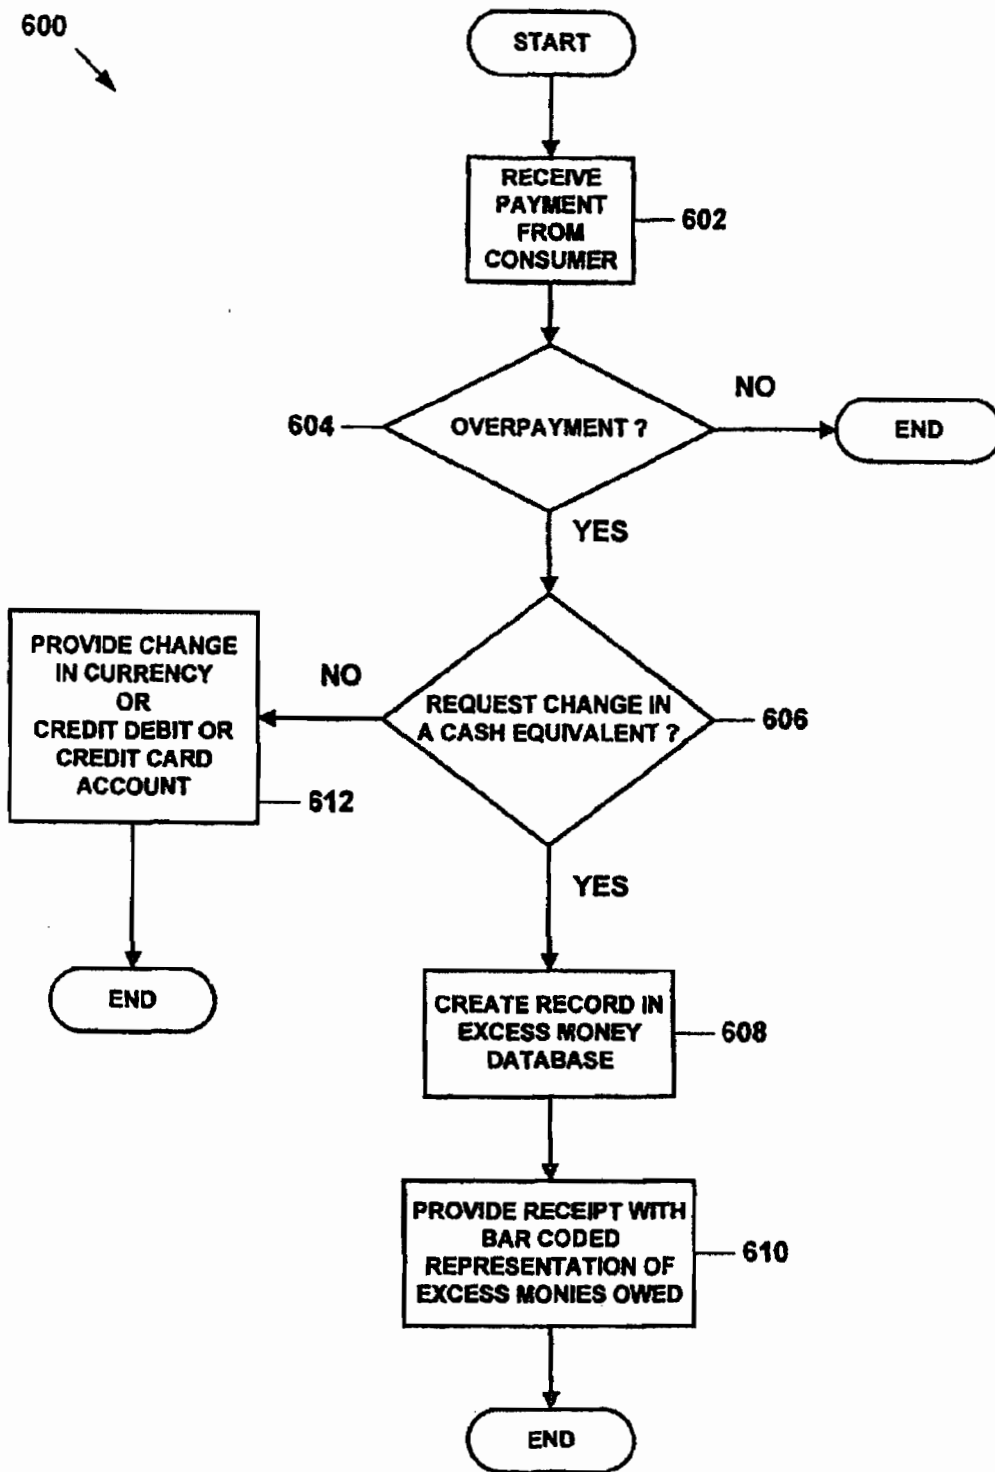 600
START
RECEIVE
PAYMENT
FROM
CONSUMER
602
604
OVERPAYMENT ?
NO
END
YES
PROVIDE CHANGE
IN CURRENCY
OR
CREDIT DEBIT OR
CREDIT CARD
ACCOUNT
612
NO
REQUEST CHANGE IN
A CASH EQUIVALENT ?
606
YES
END
CREATE RECORD IN
EXCESS MONEY
DATABASE
608
PROVIDE RECEIPT WITH
BAR CODED
REPRESENTATION OF
EXCESS MONIES OWED
610
END